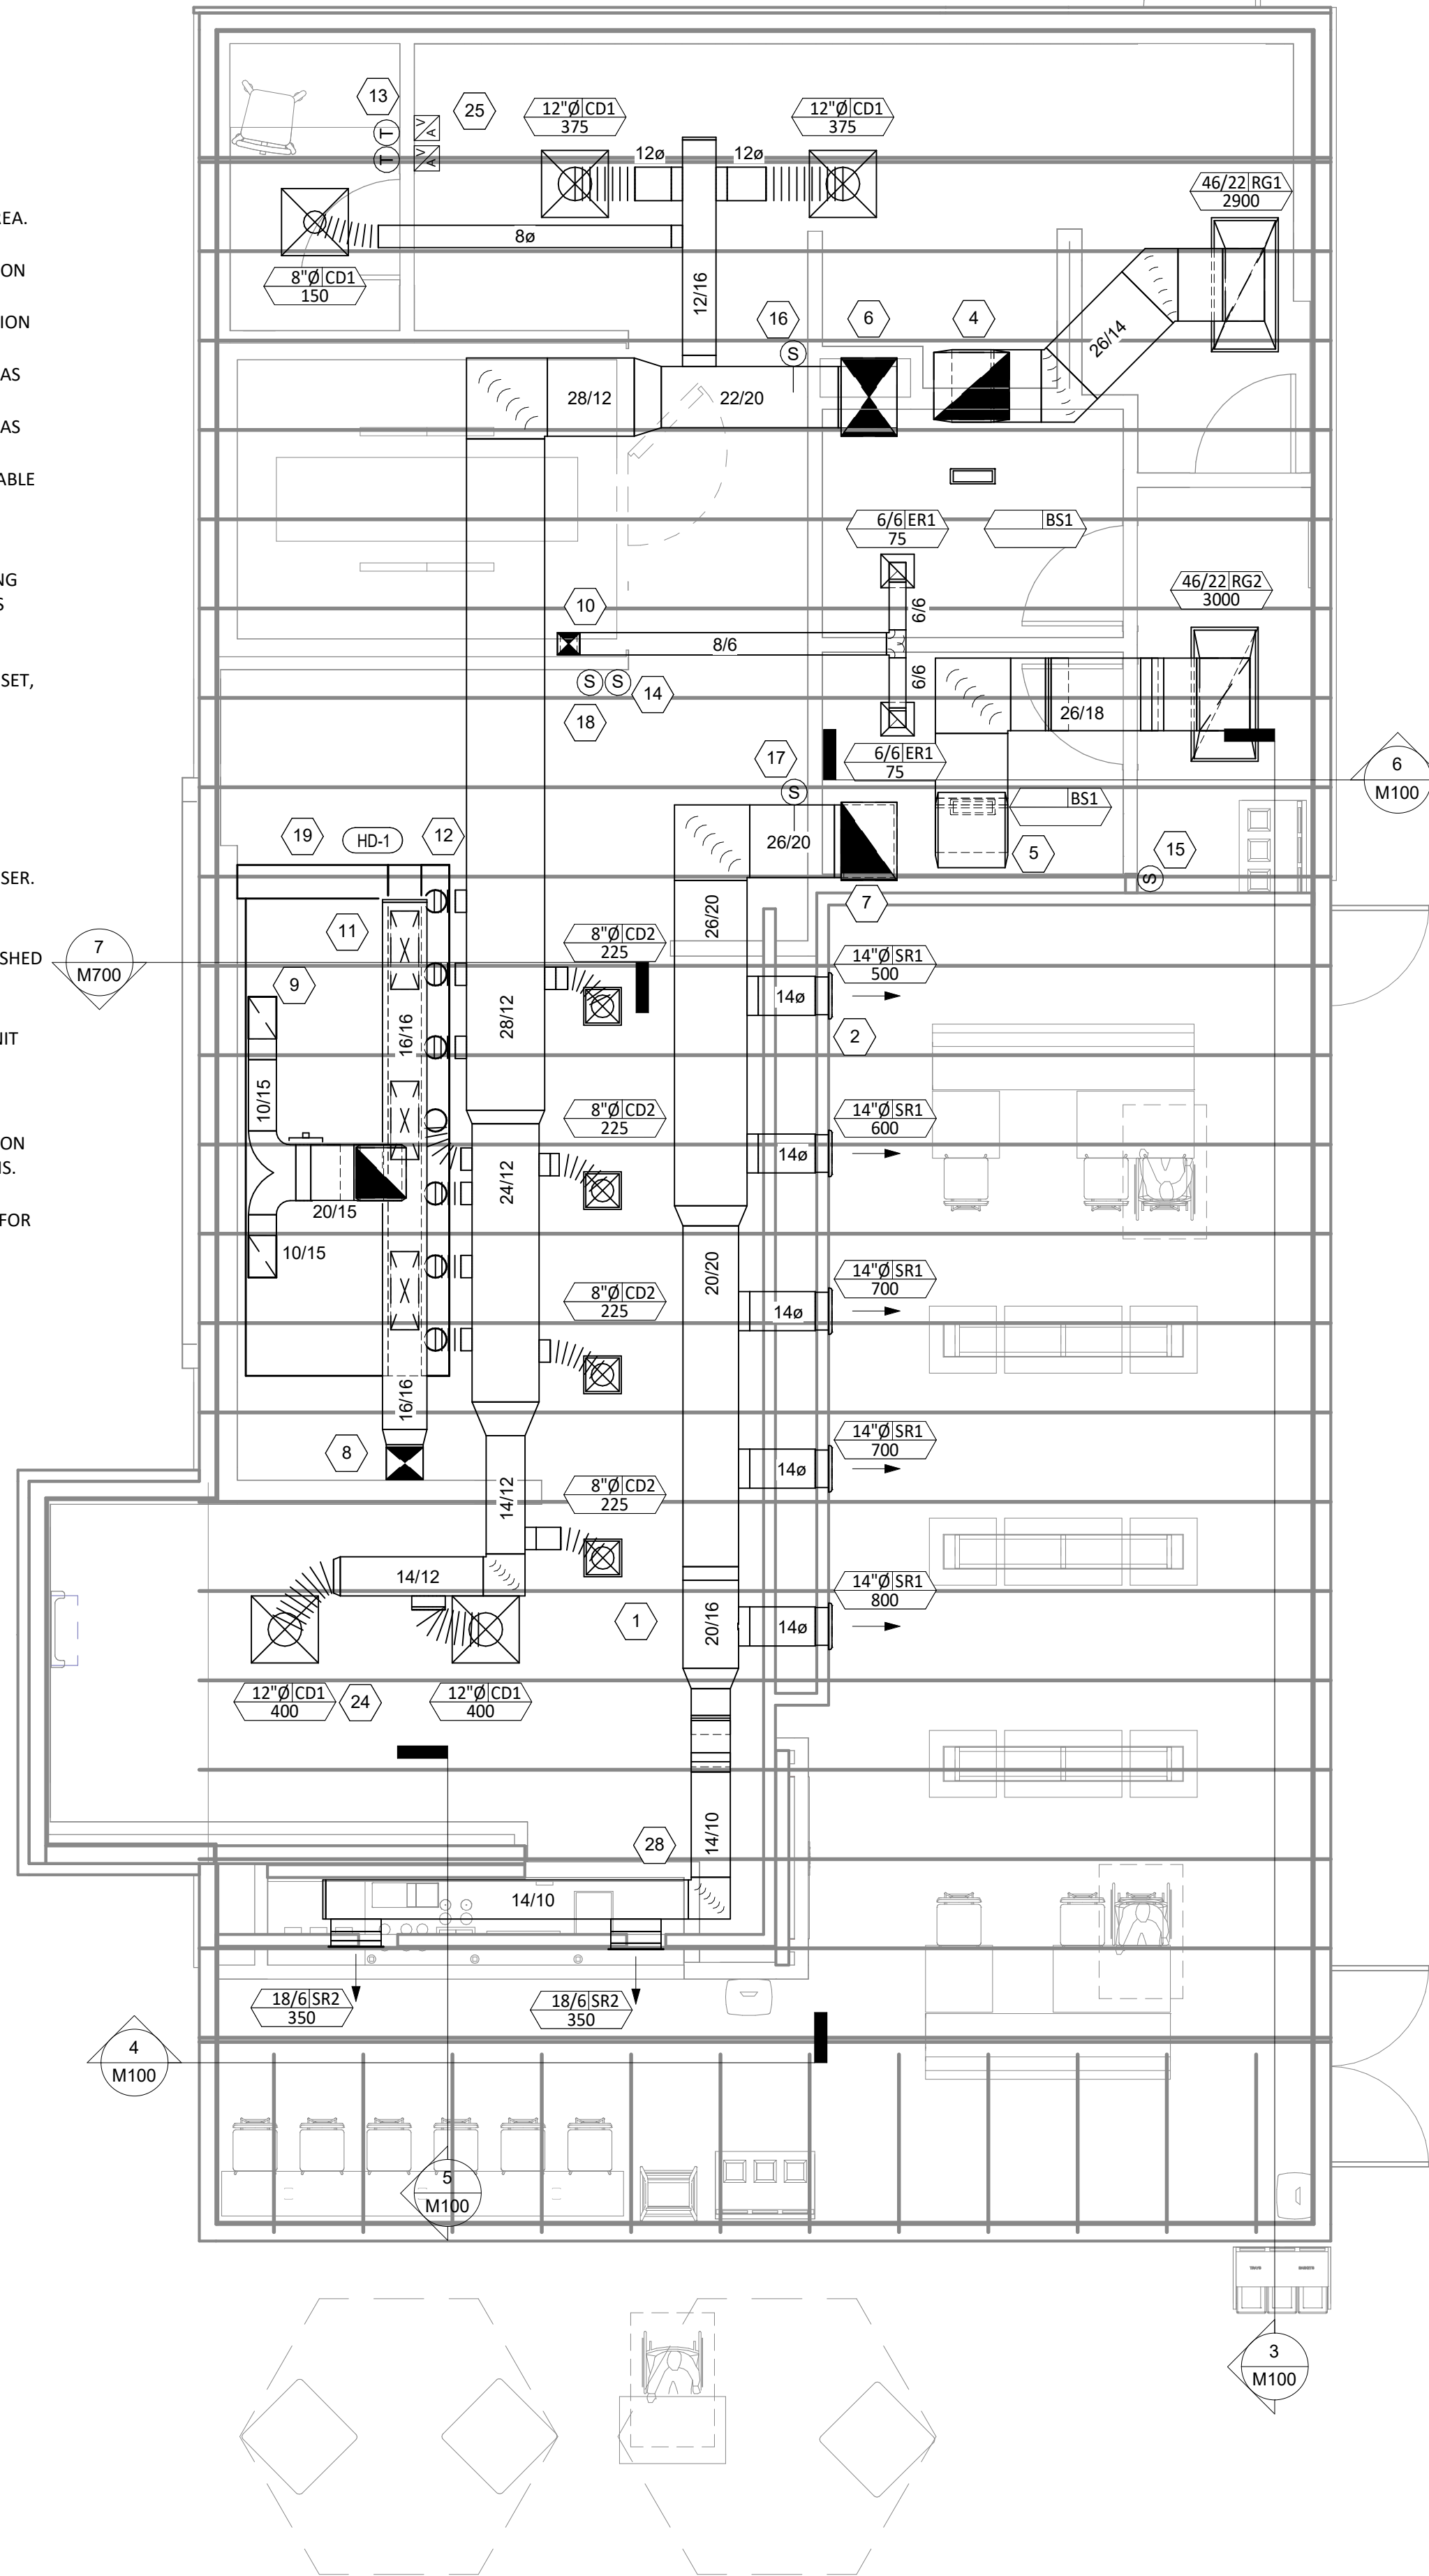 13
25
12"Ø CD1
375
12"Ø CD1
375
T
V
A
T
V
A
12ø
12ø
46/22 RG1
2900
REA.
8ø
ON
8"Ø CD1
150
12/16
16
6
4
ION
26/14
S
AS
28/12
22/20
AS
ABLE
6/6 ER1
75
BS1
NG
S
10
6/6
46/22 RG2
3000
8/6
SET,
S
S
14
6/6
18
26/18
17
6/6 ER1
75
6
M100
S
BS1
19
HD-1
12
26/20
5
15
SER.
S
7
26/20
11
8"Ø CD2
225
14"Ø SR1
500
7
M700
SHED
9
14ø
28/12
16/16
2
NIT
10/15
8"Ø CD2
225
14"Ø SR1
600
ON
14ø
NS.
24/12
20/15
FOR
10/15
20/20
8"Ø CD2
225
14"Ø SR1
700
14ø
16/16
14"Ø SR1
700
8
14ø
14/12
8"Ø CD2
225
14/12
14"Ø SR1
800
1
20/16
14ø
12"Ø CD1
400
24
12"Ø CD1
400
28
14/10
14/10
18/6 SR2
350
18/6 SR2
350
4
M100
5
M100
3
M100